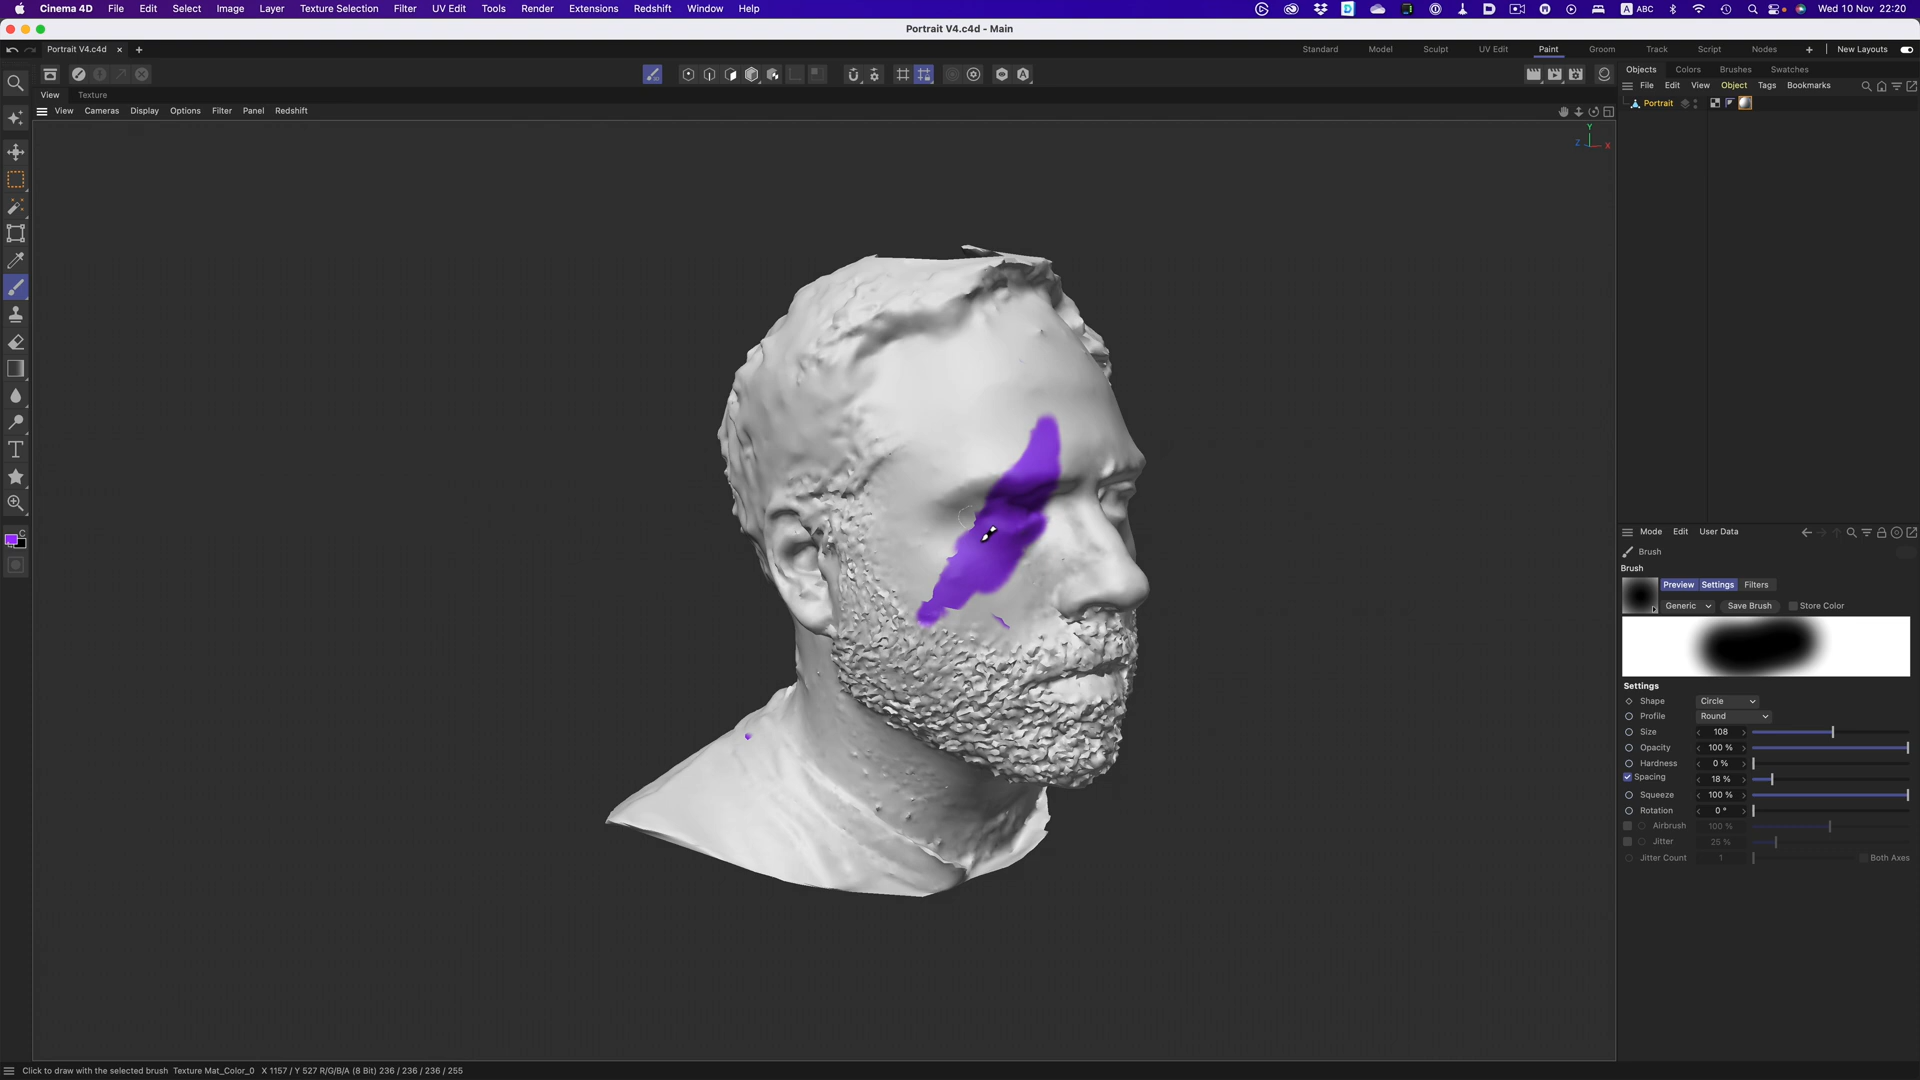 Cinema 4D File Edit Select Image Layer Texture Selection Filter UV Edit Tools Render Extensions Redshift Window Help A ABC Wed 10 Nov 22:20
Portrait V4.c4d - Main
Portrait V4.c4d Standard Model Sculpt UV Edit Paint Groom Track Script Nodes New Layouts
Objects Colors Brushes Swatches
File Edit View Object Tags Bookmarks
Portrait
View Texture
View Cameras Display Options Filter Panel Redshift
Y
Z X
Mode Edit User Data
Brush
Brush
Preview Settings Filters
Generic Save Brush Store Color
Settings
Shape Circle
Profile Round
Size 108
Opacity 100 %
Hardness 0 %
Spacing 18 %
Squeeze 100 %
Rotation 0 °
Airbrush 100 %
Jitter 25 %
Jitter Count 1 Both Axes
Click to draw with the selected brush Texture Mat_Color_0 X 1157 / Y 527 R/G/B/A (8 Bit) 236 / 236 / 236 / 255